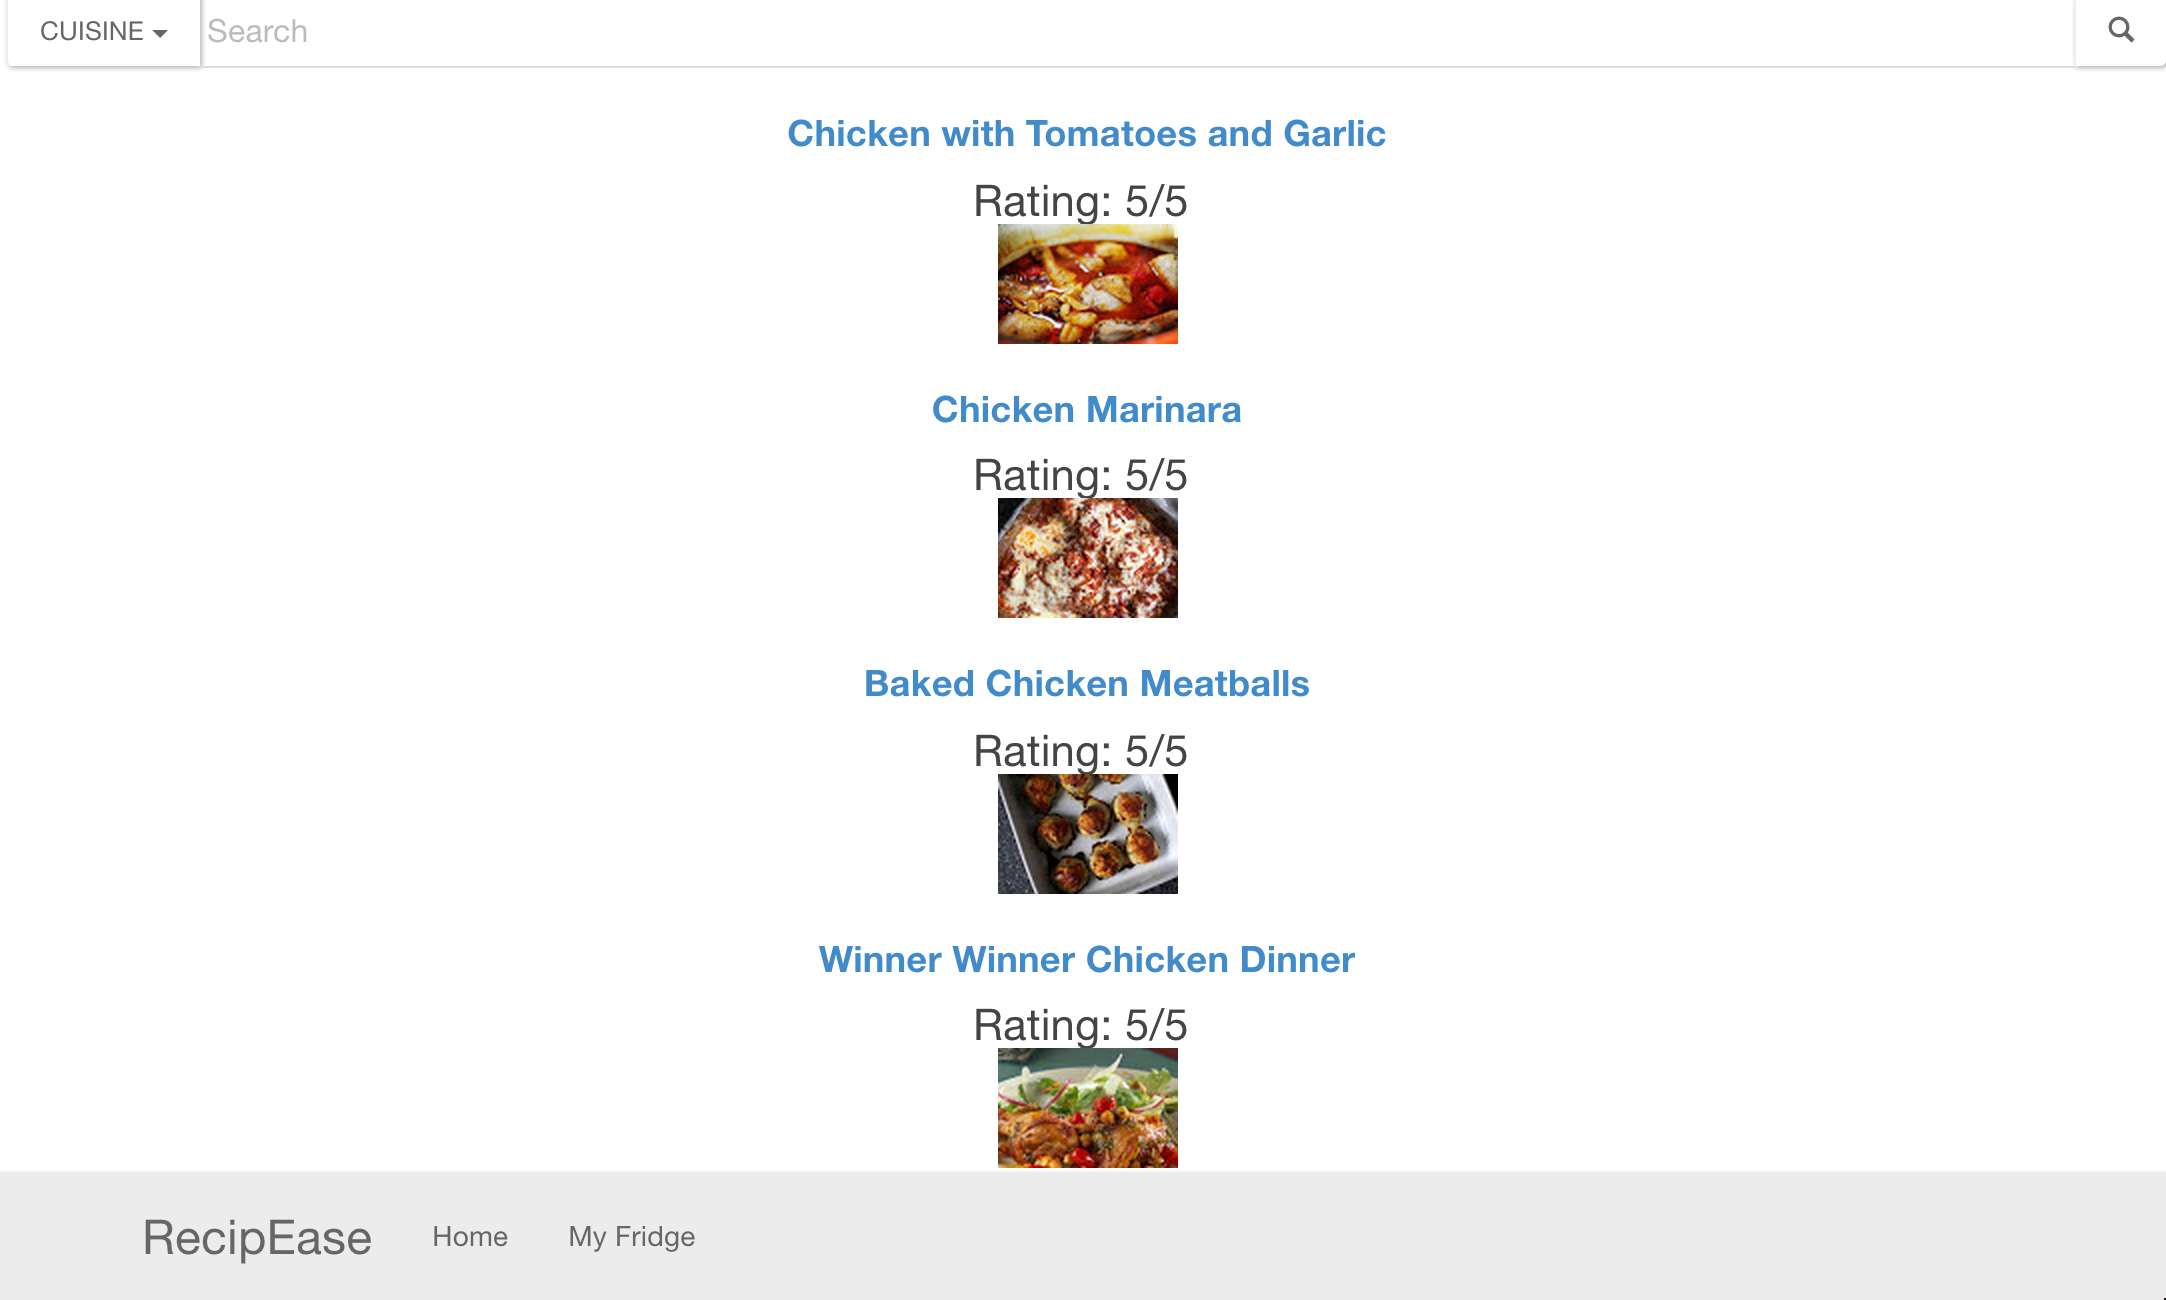 CUISINE
Search
Chicken with Tomatoes and Garlic
Rating: 5/5
Chicken Marinara
Rating: 5/5
Baked Chicken Meatballs
Rating: 5/5
Winner Winner Chicken Dinner
Rating: 5/5
RecipEase Home My Fridge